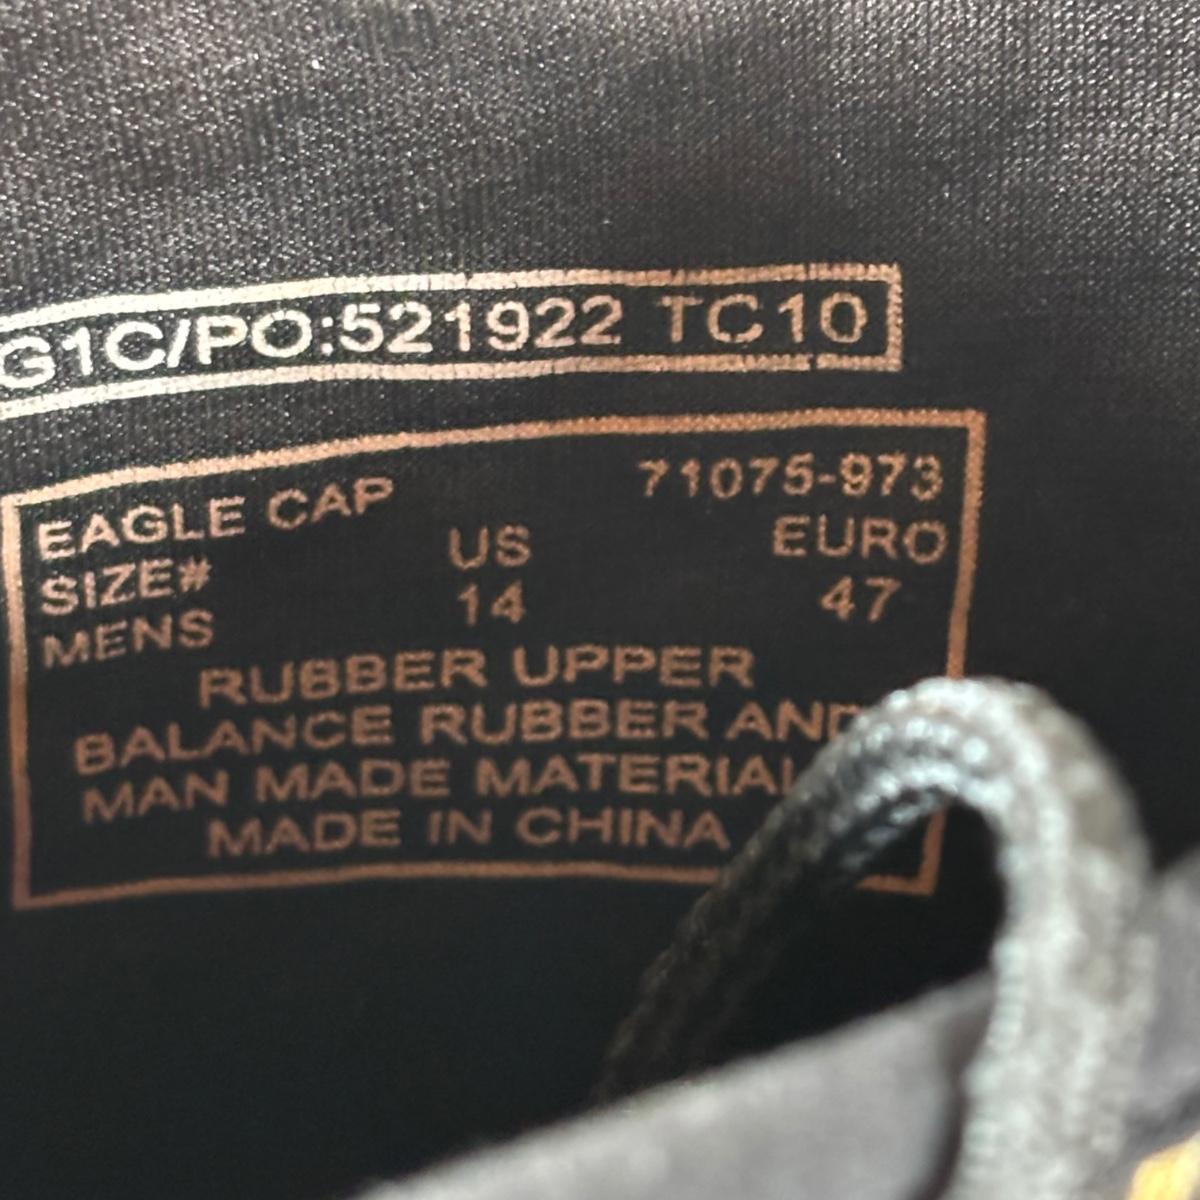 G1C/PO:521922 TC10
EAGLE CAP 71075-973
SIZE# US EURO
MENS 14 47
RUBBER UPPER
BALANCE RUBBER AND
MAN MADE MATERIAL
MADE IN CHINA